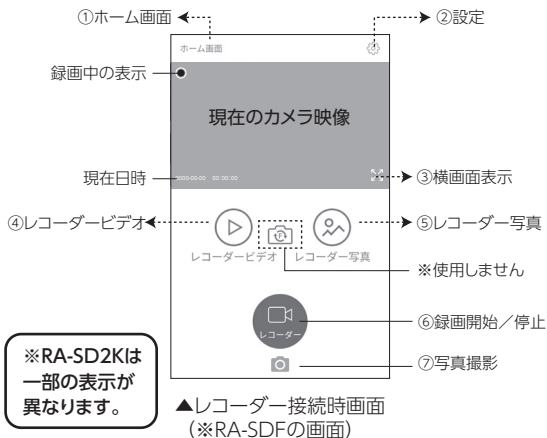 ①ホーム画面
②設定
ホーム画面
録画中の表示
現在のカメラ映像
現在日時
0000-00-00 00:00:00
③横画面表示
④レコーダービデオ
⑤レコーダー写真
レコーダービデオ
レコーダー写真
※使用しません
レコーダー
⑥録画開始／停止
⑦写真撮影
※RA-SD2Kは
一部の表示が
異なります。
▲レコーダー接続時画面
（※RA-SDFの画面）